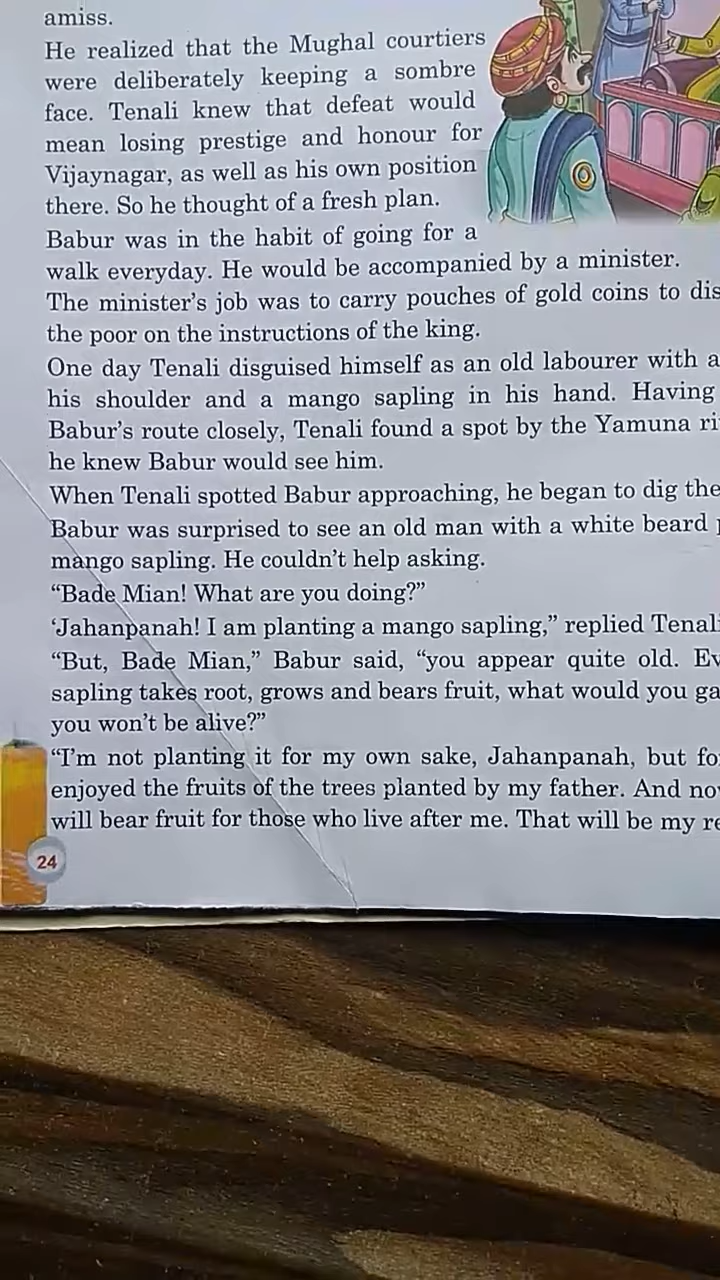 amiss.
He realized that the Mughal courtiers
were deliberately keeping a sombre
face. Tenali knew that defeat would
mean losing prestige and honour for
Vijaynagar, as well as his own position
there. So he thought of a fresh plan.
Babur was in the habit of going for a
walk everyday. He would be accompanied by a minister.
The minister's job was to carry pouches of gold coins to
the poor on the instructions of the king.
One day Tenali disguised himself as an old labourer with a
his shoulder and a mango sapling in his hand. Having
Babur's route closely, Tenali found a spot by the Yamuna
he knew Babur would see him.
When Tenali spotted Babur approaching, he began to dig the
Babur was surprised to see an old man with a white beard
mango sapling. He couldn't help asking.
“Bade Mian! What are you doing?”
‘Jahanpanah! I am planting a mango sapling,” replied Tenali
“But, Bade Mian,” Babur said, “you appear quite old.
sapling takes root, grows and bears fruit, what would you
you won't be alive?”
“I'm not planting it for my own sake, Jahanpanah, but
enjoyed the fruits of the trees planted by my father. And
will bear fruit for those who live after me. That will be my
24